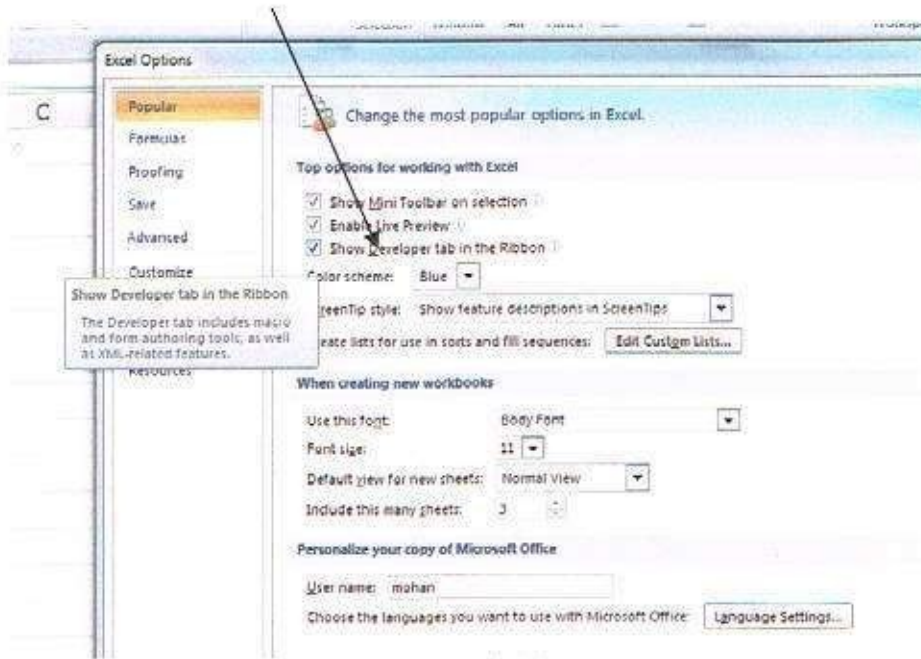 Excel Options
C
Popular
Formulas
Proofing
Save
Advanced
Customize
Show Developer tab in the Ribbon
The Developer tab includes macro
and form authoring tools, as well
as XML-related features.
Resources
Change the most popular options in Excel.
Top options for working with Excel
Show Mini Toolbar on selection
Enable Live Preview
Show Developer tab in the Ribbon
Color scheme: Blue
reenTip style: Show feature descriptions in ScreenTips
eate lists for use in sorts and fill sequences: Edit Custom Lists...
When creating new workbooks
Use this font: Body Font
Font size: 11
Default view for new sheets: Normal View
Include this many sheets: 3
Personalize your copy of Microsoft Office
User name: mohan
Choose the languages you want to use with Microsoft Office: Language Settings...